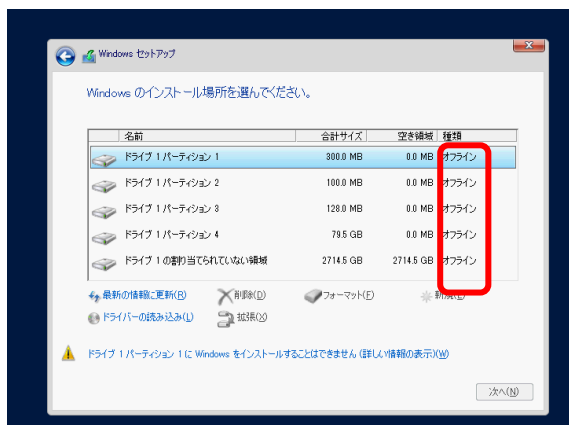 Windows セットアップ
Windows のインストール場所を選んでください。
名前 合計サイズ 空き領域 種類
ドライブ 1 パーティション 1 300.0 MB 0.0 MB オフライン
ドライブ 1 パーティション 2 100.0 MB 0.0 MB オフライン
ドライブ 1 パーティション 3 128.0 MB 0.0 MB オフライン
ドライブ 1 パーティション 4 79.5 GB 0.0 MB オフライン
ドライブ 1 の割り当てられていない領域 2714.5 GB 2714.5 GB オフライン
最新の情報に更新(R) 削除(D) フォーマット(F) 新規(E)
ドライバーの読み込み(L) 拡張(X)
ドライブ 1 パーティション 1 に Windows をインストールすることはできません (詳しい情報の表示)(W)
次へ(N)